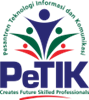 Pesantren Teknologi Informasi dan Komunikasi
PeTIK
Creates Future Skilled Professionals